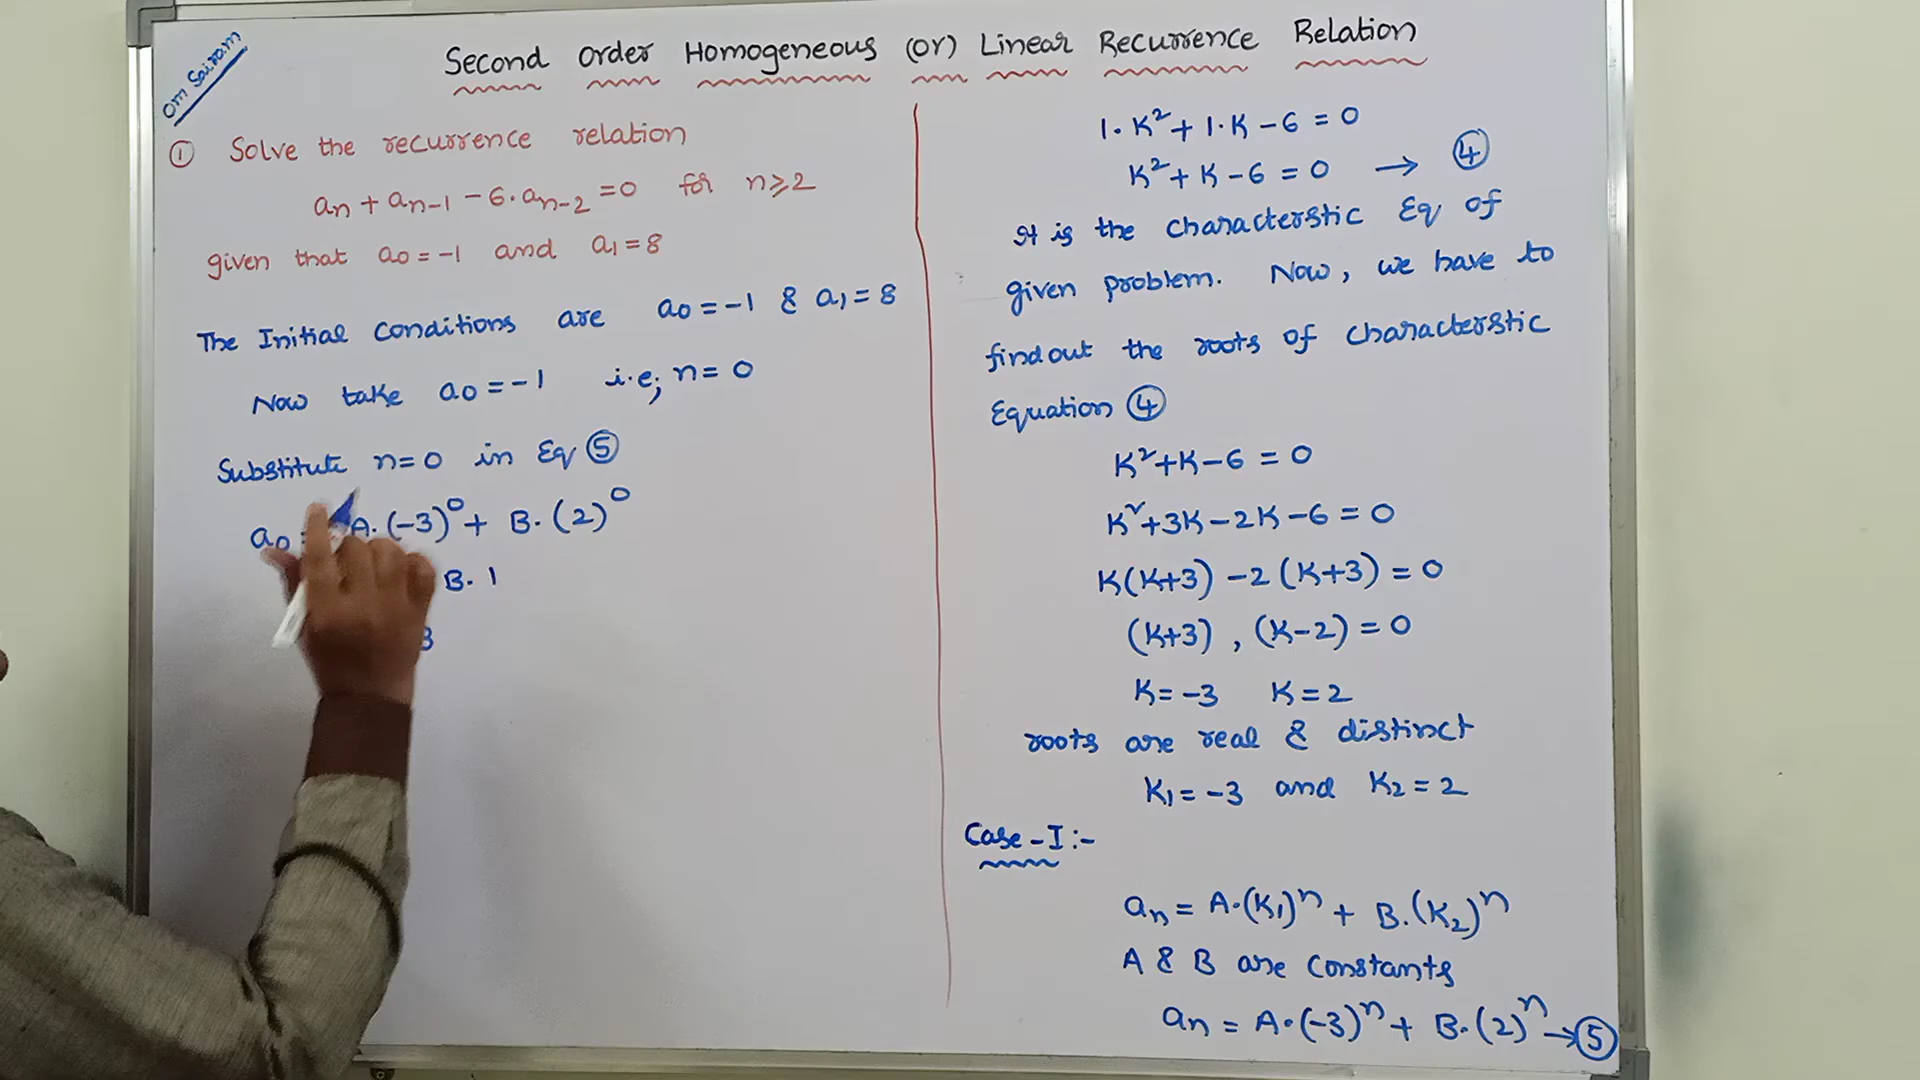 Om Sairam
Second Order Homogeneous (or) Linear Recurrence Relation
① Solve the recurrence relation
aₙ + aₙ₋₁ − 6·aₙ₋₂ = 0 for n ≥ 2
given that a₀ = −1 and a₁ = 8
The Initial Conditions are a₀ = −1 & a₁ = 8
Now take a₀ = −1 i.e; n = 0
Substitute n = 0 in Eq ⑤
a₀ = A·(−3)⁰ + B·(2)⁰
B·1
B
1·K² + 1·K − 6 = 0
K² + K − 6 = 0 → ④
It is the characterstic Eq of
given problem. Now, we have to
find out the roots of characterstic
Equation ④
K² + K − 6 = 0
K² + 3K − 2K − 6 = 0
K(K+3) − 2(K+3) = 0
(K+3) , (K−2) = 0
K = −3 K = 2
roots are real & distinct
K₁ = −3 and K₂ = 2
Case – I :-
aₙ = A·(K₁)ⁿ + B·(K₂)ⁿ
A & B are constants
aₙ = A·(−3)ⁿ + B·(2)ⁿ → ⑤